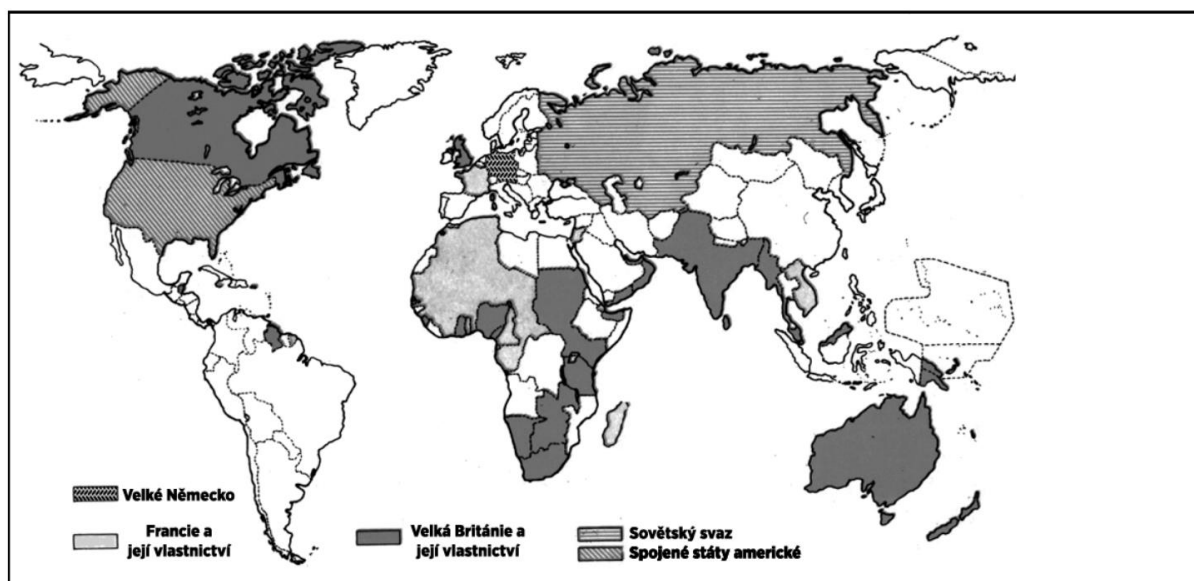 Velké Německo
Francie a
její vlastnictví
Velká Británie a
její vlastnictví
Sovětský svaz
Spojené státy americké